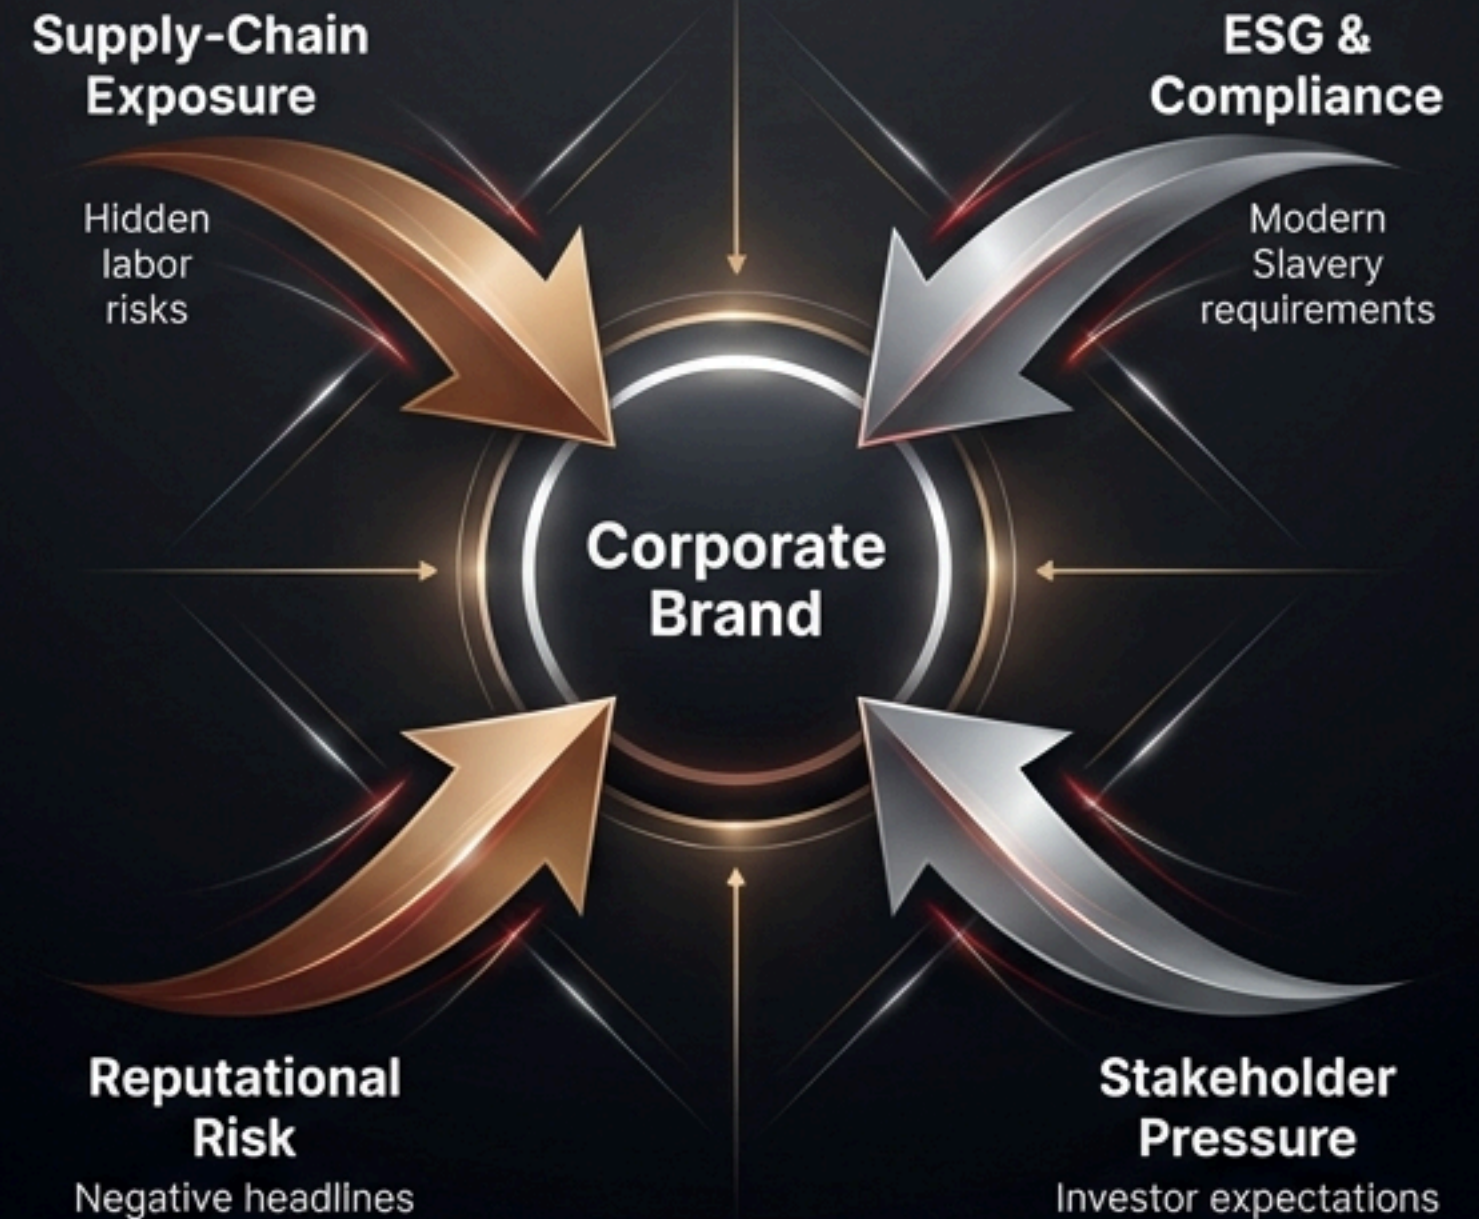 Supply-Chain
Exposure
ESG &
Compliance
Hidden
labor
risks
Modern
Slavery
requirements
Corporate
Brand
Reputational
Risk
Negative headlines
Stakeholder
Pressure
Investor expectations